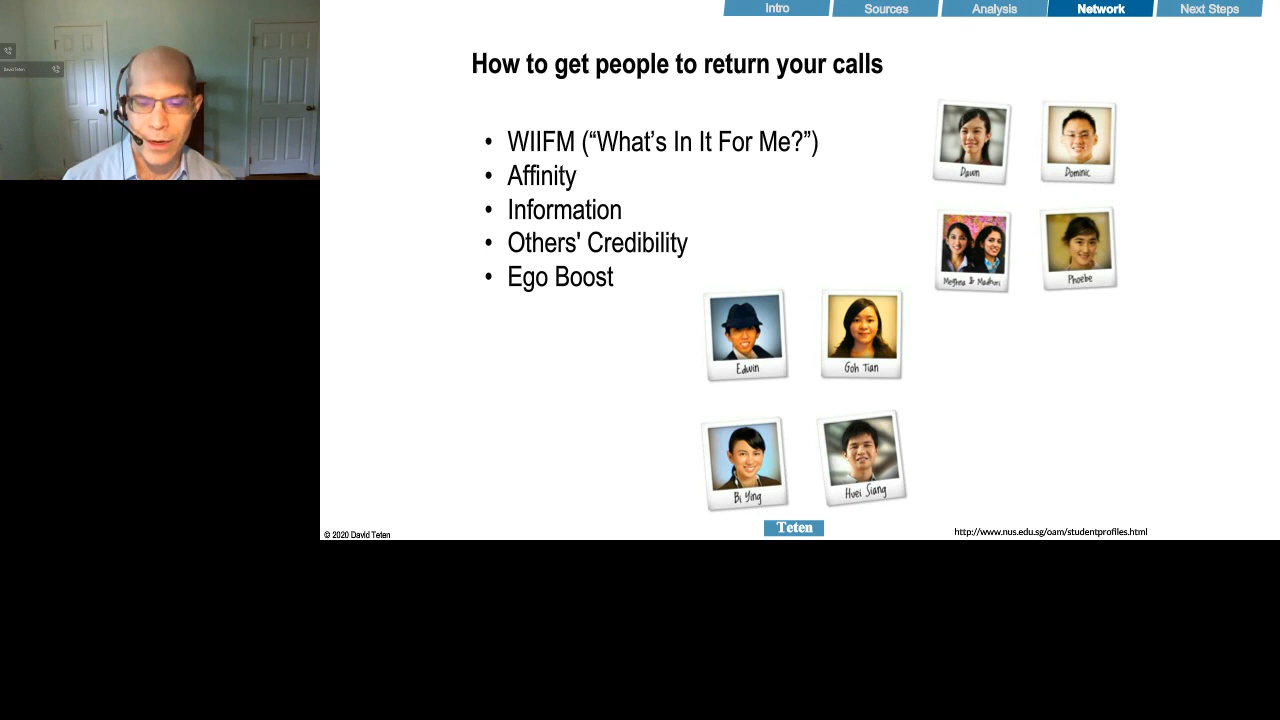 Intro
Sources
Analysis
Network
Next Steps
David Teten
How to get people to return your calls
• WIIFM (“What’s In It For Me?”)
• Affinity
• Information
• Others' Credibility
• Ego Boost
Dawn
Dominic
Meghna & Madhuri
Phoebe
Edwin
Goh Tian
Bi Ying
Huei Siang
© 2020 David Teten
Teten
http://www.nus.edu.sg/oam/studentprofiles.html